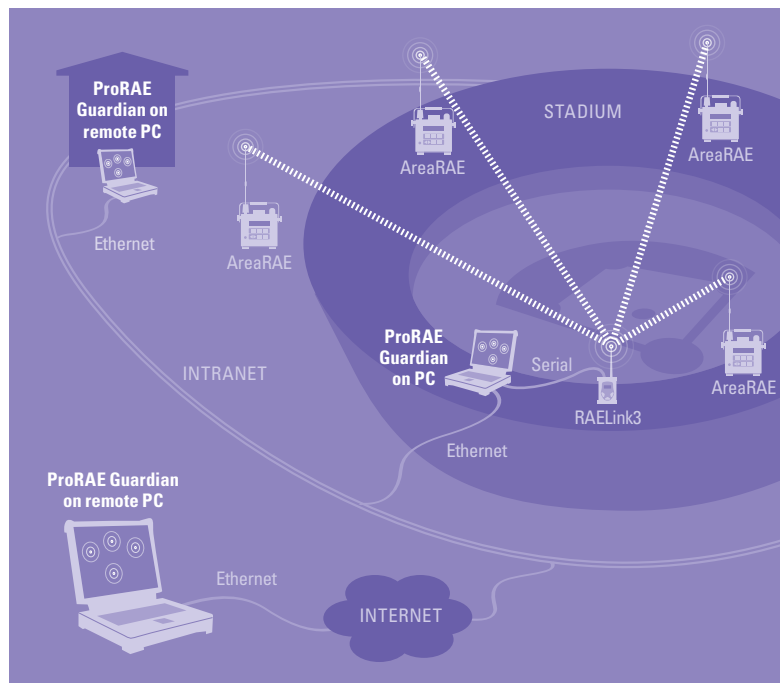 ProRAE
Guardian on
remote PC
Ethernet
AreaRAE
AreaRAE
STADIUM
AreaRAE
INTRANET
ProRAE
Guardian
on PC
Serial
RAELink3
AreaRAE
Ethernet
ProRAE Guardian
on remote PC
Ethernet
INTERNET